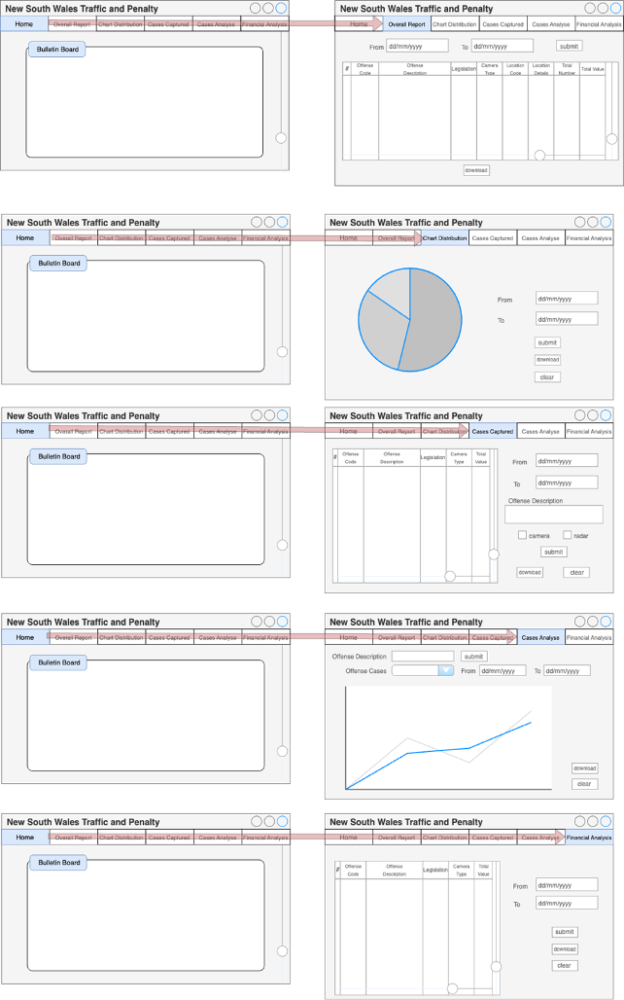 New South Wales Traffic and Penalty
Home Overall Report Chart Distribution Cases Captured Cases Analyse Financial Analysis
Bulletin Board
New South Wales Traffic and Penalty
Home Overall Report Chart Distribution Cases Captured Cases Analyse Financial Analysis
From dd/mm/yyyy To dd/mm/yyyy submit
# Offense Code Offense Description Legislation Camera Type Location Code Location Details Total Number Total Value
download
New South Wales Traffic and Penalty
Home Overall Report Chart Distribution Cases Captured Cases Analyse Financial Analysis
Bulletin Board
New South Wales Traffic and Penalty
Home Overall Report Chart Distribution Cases Captured Cases Analyse Financial Analysis
From dd/mm/yyyy
To dd/mm/yyyy
submit
download
clear
New South Wales Traffic and Penalty
Home Overall Report Chart Distribution Cases Captured Cases Analyse Financial Analysis
Bulletin Board
New South Wales Traffic and Penalty
Home Overall Report Chart Distribution Cases Captured Cases Analyse Financial Analysis
# Offense Code Offense Description Legislation Camera Type Total Value
From dd/mm/yyyy
To dd/mm/yyyy
Offense Description
camera radar
submit
download clear
New South Wales Traffic and Penalty
Home Overall Report Chart Distribution Cases Captured Cases Analyse Financial Analysis
Bulletin Board
New South Wales Traffic and Penalty
Home Overall Report Chart Distribution Cases Captured Cases Analyse Financial Analysis
Offense Description submit
Offense Cases From dd/mm/yyyy To dd/mm/yyyy
download
clear
New South Wales Traffic and Penalty
Home Overall Report Chart Distribution Cases Captured Cases Analyse Financial Analysis
Bulletin Board
New South Wales Traffic and Penalty
Home Overall Report Chart Distribution Cases Captured Cases Analyse Financial Analysis
# Offense Code Offense Description Legislation Camera Type Total Value
From dd/mm/yyyy
To dd/mm/yyyy
submit
download
clear